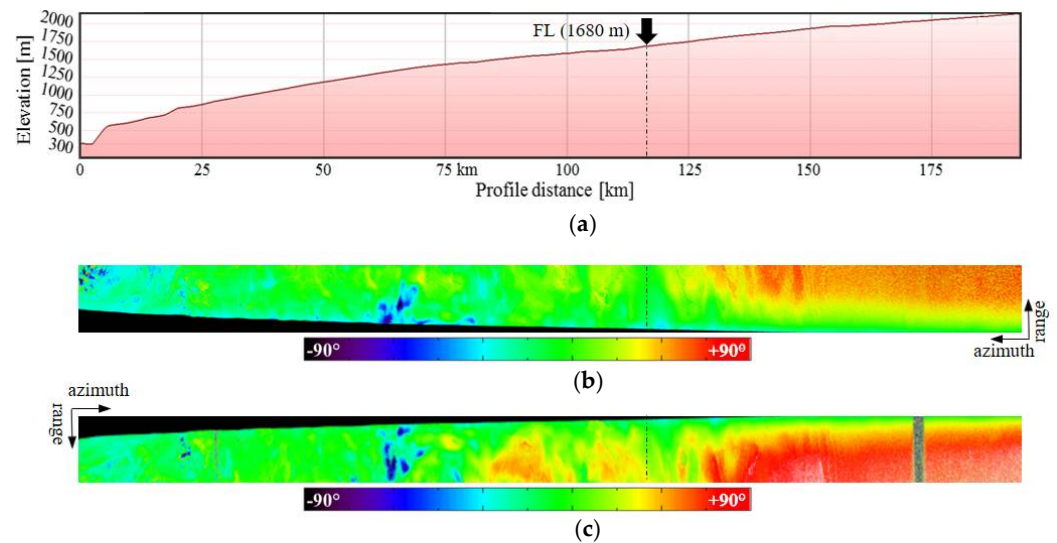 2000
1750
1500
1250
1000
750
500
300
Elevation [m]
FL (1680 m)
0
25
50
75 km
100
125
150
175
Profile distance [km]
(a)
range
azimuth
-90°
+90°
(b)
azimuth
range
-90°
+90°
(c)